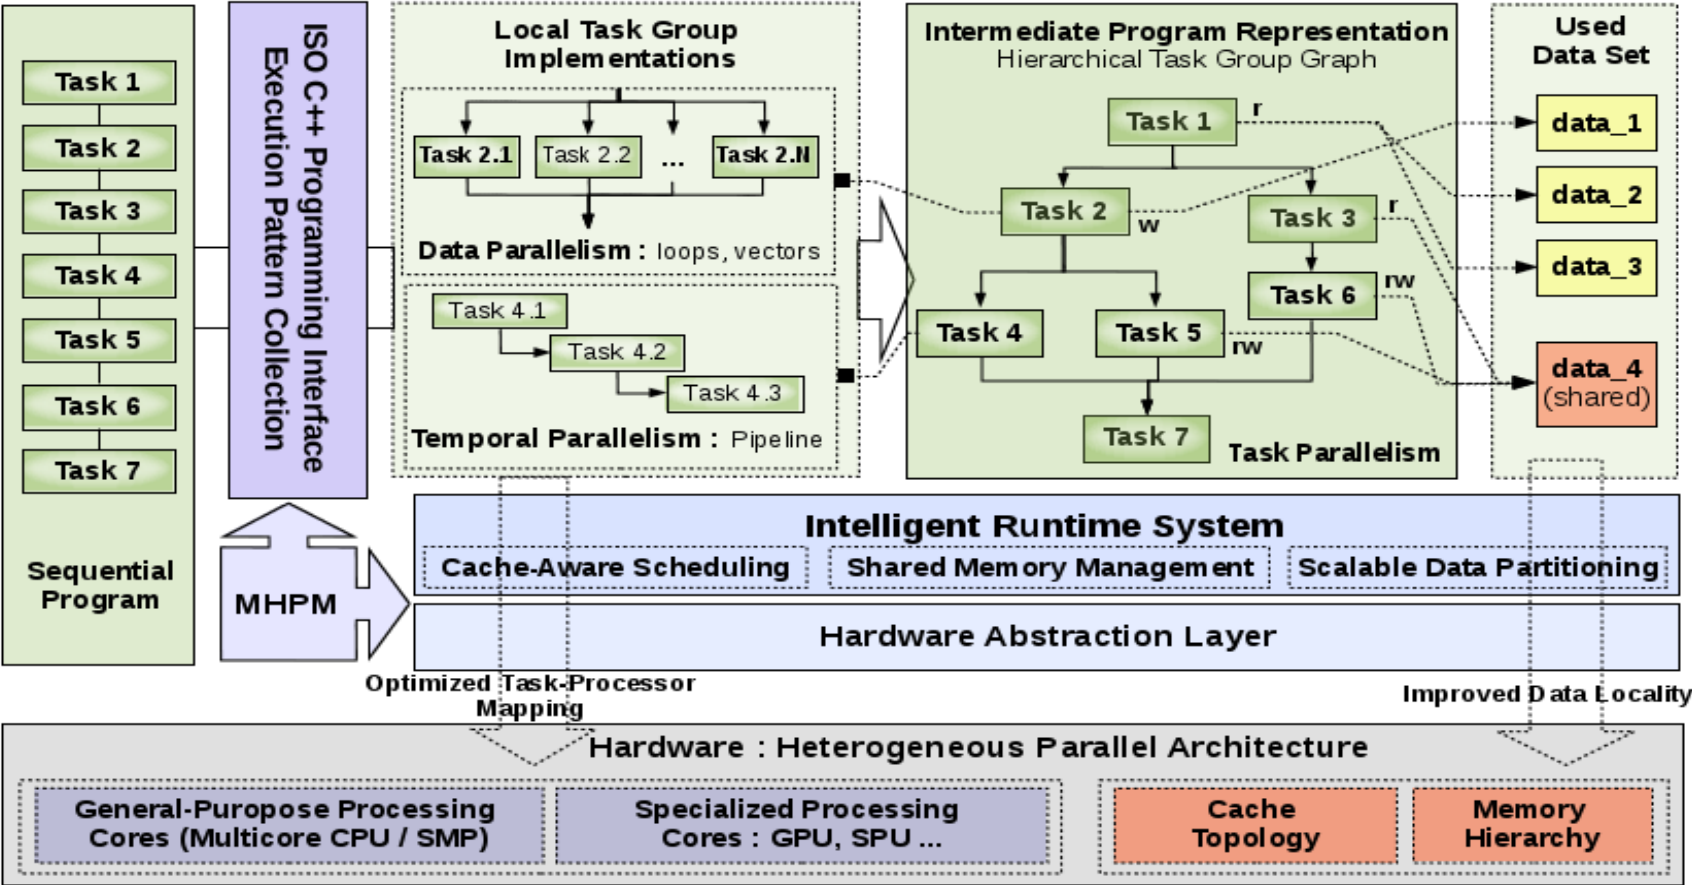 Task 1
Task 2
Task 3
Task 4
Task 5
Task 6
Task 7
Sequential
Program
ISO C++ Programming Interface
Execution Pattern Collection
MHPM
Local Task Group
Implementations
Task 2.1
Task 2.2
...
Task 2.N
Data Parallelism : loops, vectors
Task 4.1
Task 4.2
Task 4.3
Temporal Parallelism : Pipeline
Intermediate Program Representation
Hierarchical Task Group Graph
Task 1
r
Task 2
w
Task 3
r
Task 6
rw
Task 4
Task 5
rw
Task 7
Task Parallelism
Used
Data Set
data_1
data_2
data_3
data_4
(shared)
Intelligent Runtime System
Cache-Aware Scheduling
Shared Memory Management
Scalable Data Partitioning
Hardware Abstraction Layer
Optimized Task-Processor
Mapping
Improved Data Locality
Hardware : Heterogeneous Parallel Architecture
General-Puropose Processing
Cores (Multicore CPU / SMP)
Specialized Processing
Cores : GPU, SPU ...
Cache
Topology
Memory
Hierarchy